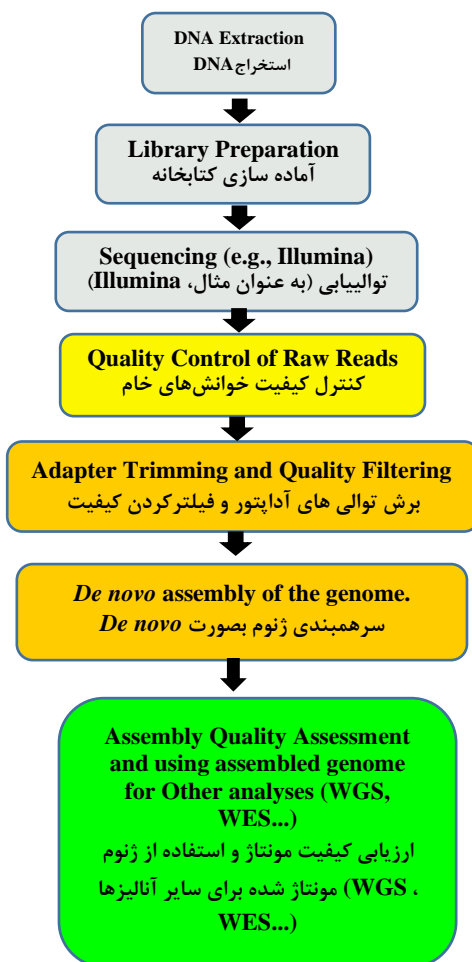 DNA Extraction
استخراج DNA
Library Preparation
آماده سازی کتابخانه
Sequencing (e.g., Illumina)
توالییابی (به عنوان مثال، Illumina)
Quality Control of Raw Reads
کنترل کیفیت خوانش‌های خام
Adapter Trimming and Quality Filtering
برش توالی های آداپتور و فیلترکردن کیفیت
De novo assembly of the genome.
سرهمبندی ژنوم بصورت De novo
Assembly Quality Assessment
and using assembled genome
for Other analyses (WGS,
WES...)
ارزیابی کیفیت مونتاژ و استفاده از ژنوم
مونتاژ شده برای سایر آنالیزها (WGS ،
WES...)